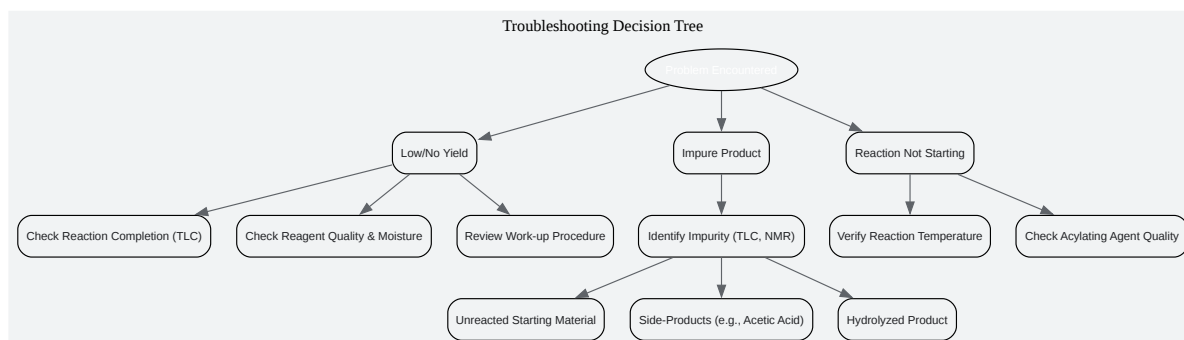 Troubleshooting Decision Tree
Problem Encountered
Low/No Yield
Impure Product
Reaction Not Starting
Check Reaction Completion (TLC)
Check Reagent Quality & Moisture
Review Work-up Procedure
Identify Impurity (TLC, NMR)
Verify Reaction Temperature
Check Acylating Agent Quality
Unreacted Starting Material
Side-Products (e.g., Acetic Acid)
Hydrolyzed Product